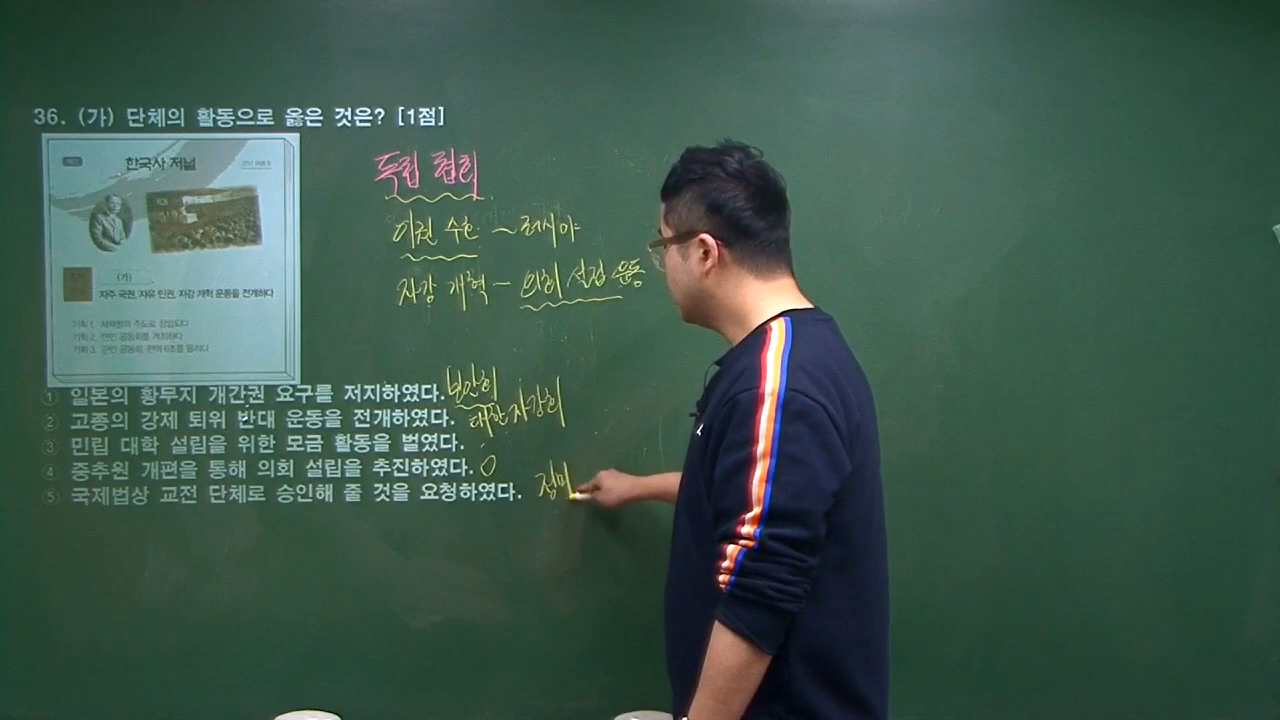 36. (가) 단체의 활동으로 옳은 것은? [1점]
한국사 저널
(가)
자주 국권, 자유 민권, 자강 개혁 운동을 전개하다
기획 1. 서재필의 주도로 창립되다
기획 2. 만민 공동회를 개최하다
기획 3. 관민 공동회, 헌의 6조를 올리다
독립 협회
이권 수호 ~ 러시아
자강 개혁 - 의회 설립 운동
① 일본의 황무지 개간권 요구를 저지하였다. 보안회
② 고종의 강제 퇴위 반대 운동을 전개하였다. 대한 자강회
③ 민립 대학 설립을 위한 모금 활동을 벌였다.
④ 중추원 개편을 통해 의회 설립을 추진하였다. O
⑤ 국제법상 교전 단체로 승인해 줄 것을 요청하였다. 정미